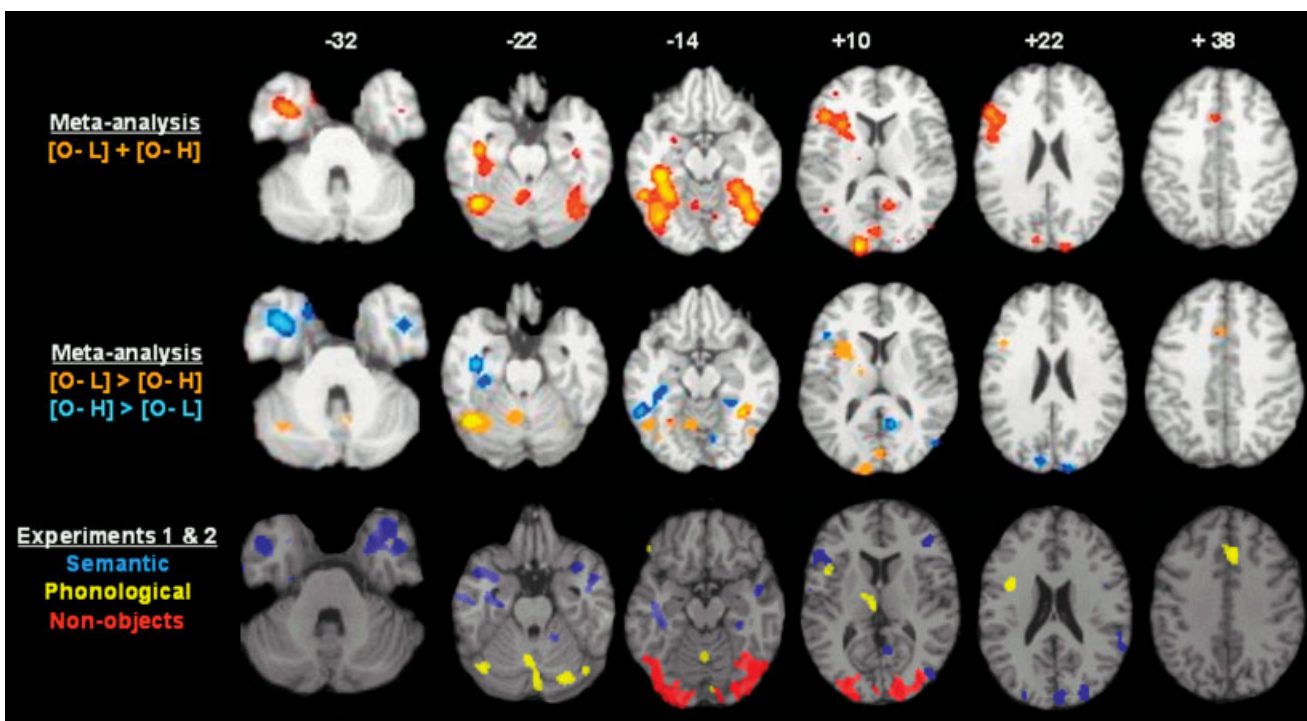 -32 -22 -14 +10 +22 + 38
Meta-analysis
[O- L] + [O- H]
Meta-analysis
[O- L] > [O- H]
[O- H] > [O- L]
Experiments 1 & 2
Semantic
Phonological
Non-objects